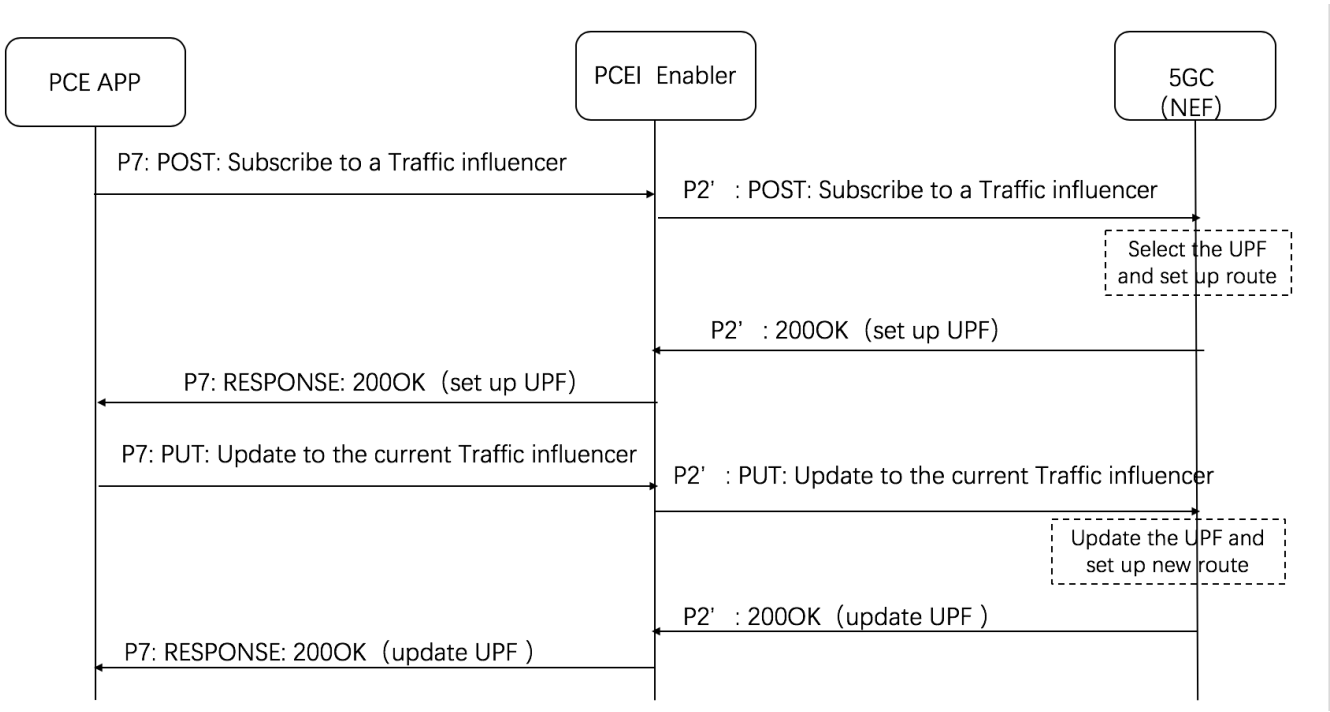 PCE APP
PCEI Enabler
5GC
(NEF)
P7: POST: Subscribe to a Traffic influencer
P2’ : POST: Subscribe to a Traffic influencer
Select the UPF
and set up route
P2’ : 200OK（set up UPF)
P7: RESPONSE: 200OK（set up UPF)
P7: PUT: Update to the current Traffic influencer
P2’ : PUT: Update to the current Traffic influencer
Update the UPF and
set up new route
P2’ : 200OK（update UPF )
P7: RESPONSE: 200OK（update UPF )